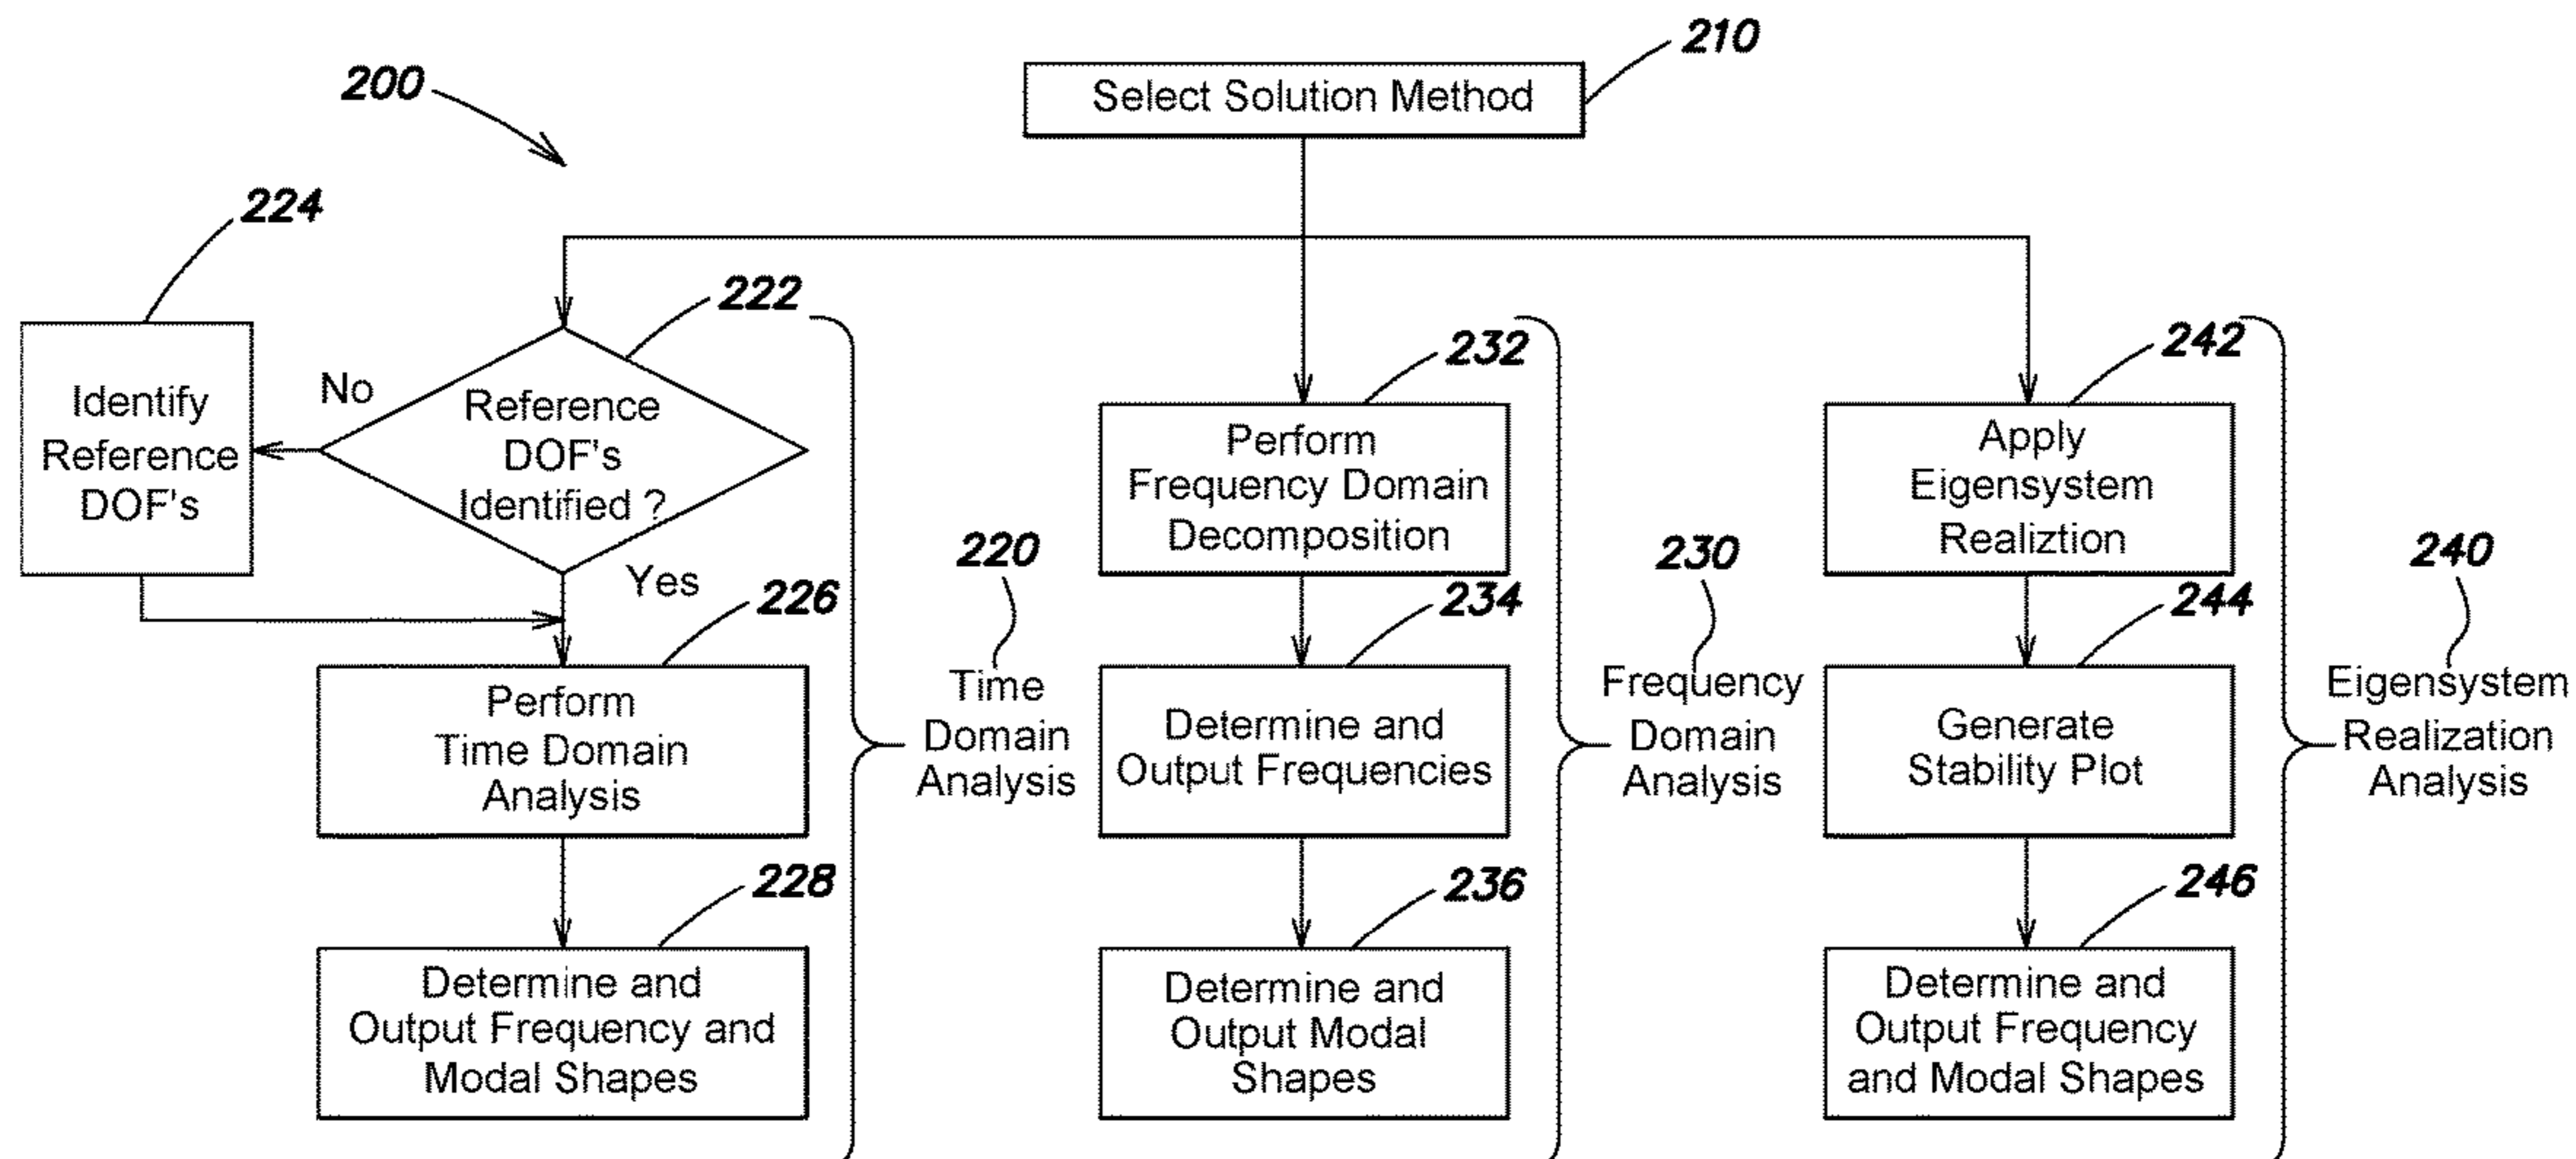 210
Select Solution Method
200
224
222
232
242
No
Identify
Reference
DOF's
Reference
DOF's
Identified ?
Yes
Perform
Frequency Domain
Decomposition
Apply
Eigensystem
Realiztion
226
220
234
230
244
240
Perform
Time Domain
Analysis
Time
Domain
Analysis
Determine and
Output Frequencies
Frequency
Domain
Analysis
Generate
Stability Plot
Eigensystem
Realization
Analysis
228
236
246
Determine and
Output Frequency and
Modal Shapes
Determine and
Output Modal
Shapes
Determine and
Output Frequency
and Modal Shapes